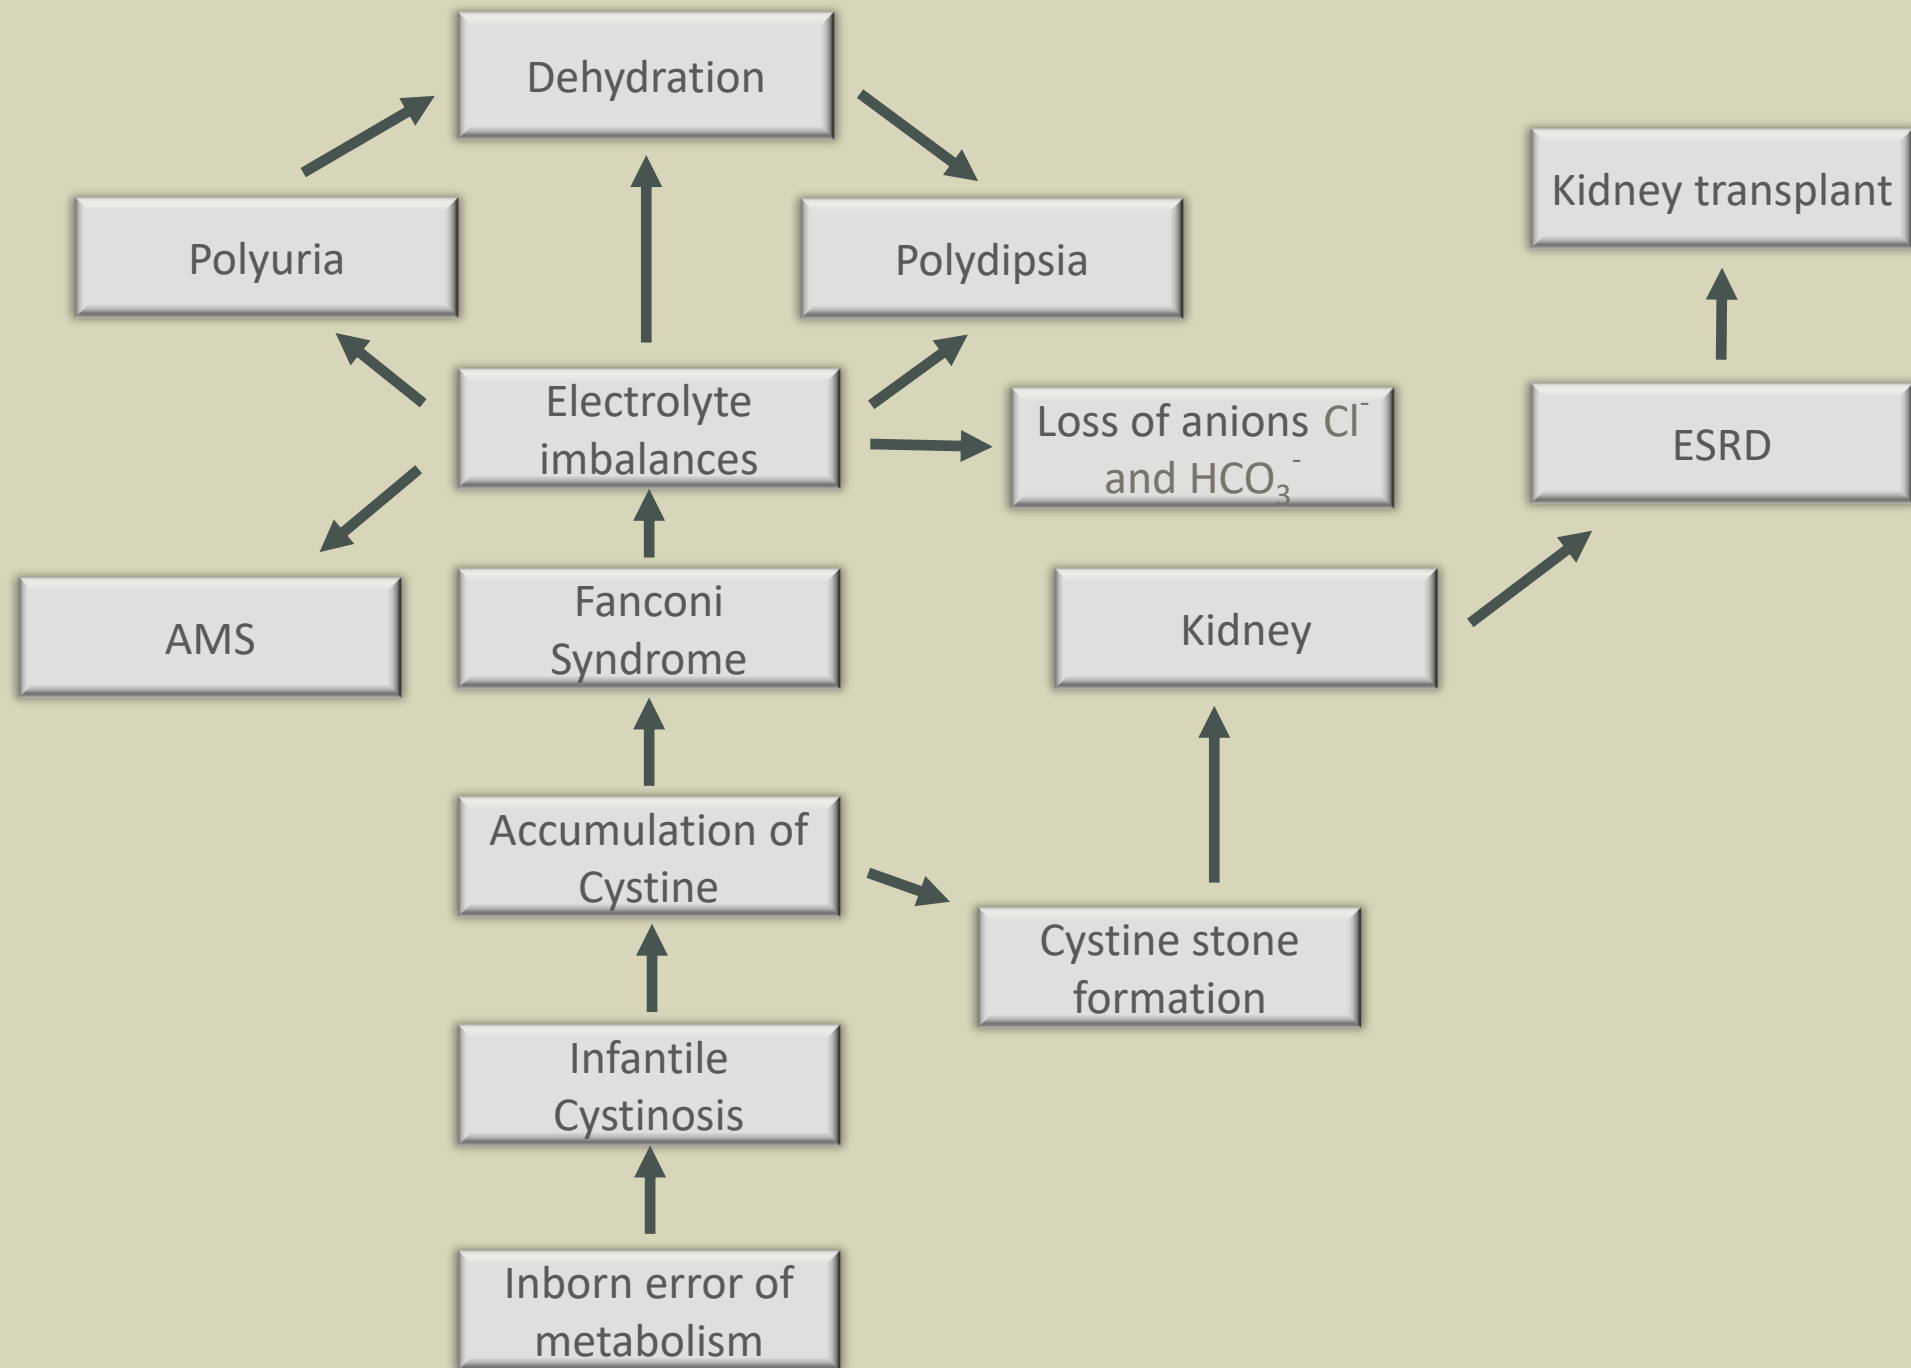 Dehydration
Kidney transplant
Polyuria
Polydipsia
Electrolyte
imbalances
Loss of anions Cl⁻
and HCO₃⁻
ESRD
AMS
Fanconi
Syndrome
Kidney
Accumulation of
Cystine
Cystine stone
formation
Infantile
Cystinosis
Inborn error of
metabolism